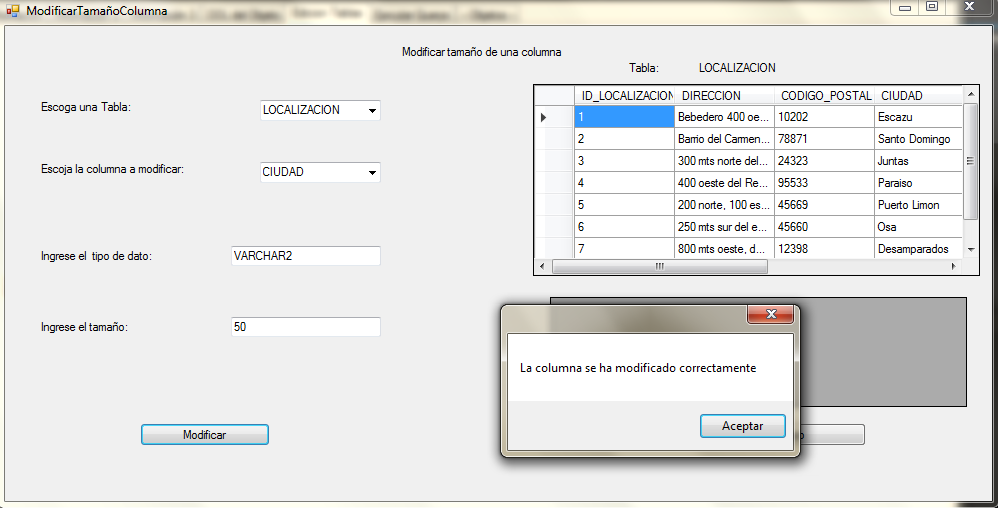 ModificarTamañoColumna
Modificar tamaño de una columna
Tabla: LOCALIZACION
Escoga una Tabla: LOCALIZACION
Escoja la columna a modificar: CIUDAD
Ingrese el tipo de dato: VARCHAR2
Ingrese el tamaño: 50
Modificar
ID_LOCALIZACION DIRECCION CODIGO_POSTAL CIUDAD
1 Bebedero 400 oe... 10202 Escazu
2 Barrio del Carmen... 78871 Santo Domingo
3 300 mts norte del... 24323 Juntas
4 400 oeste del Re... 95533 Paraiso
5 200 norte, 100 es... 45669 Puerto Limon
6 250 mts sur del e... 45660 Osa
7 800 mts oeste, d... 12398 Desamparados
La columna se ha modificado correctamente
Aceptar